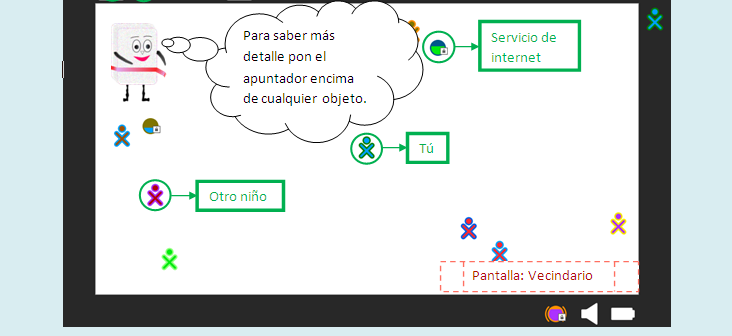 Para saber más
detalle pon el
apuntador encima
de cualquier objeto.
Servicio de
internet
Tú
Otro niño
Pantalla: Vecindario